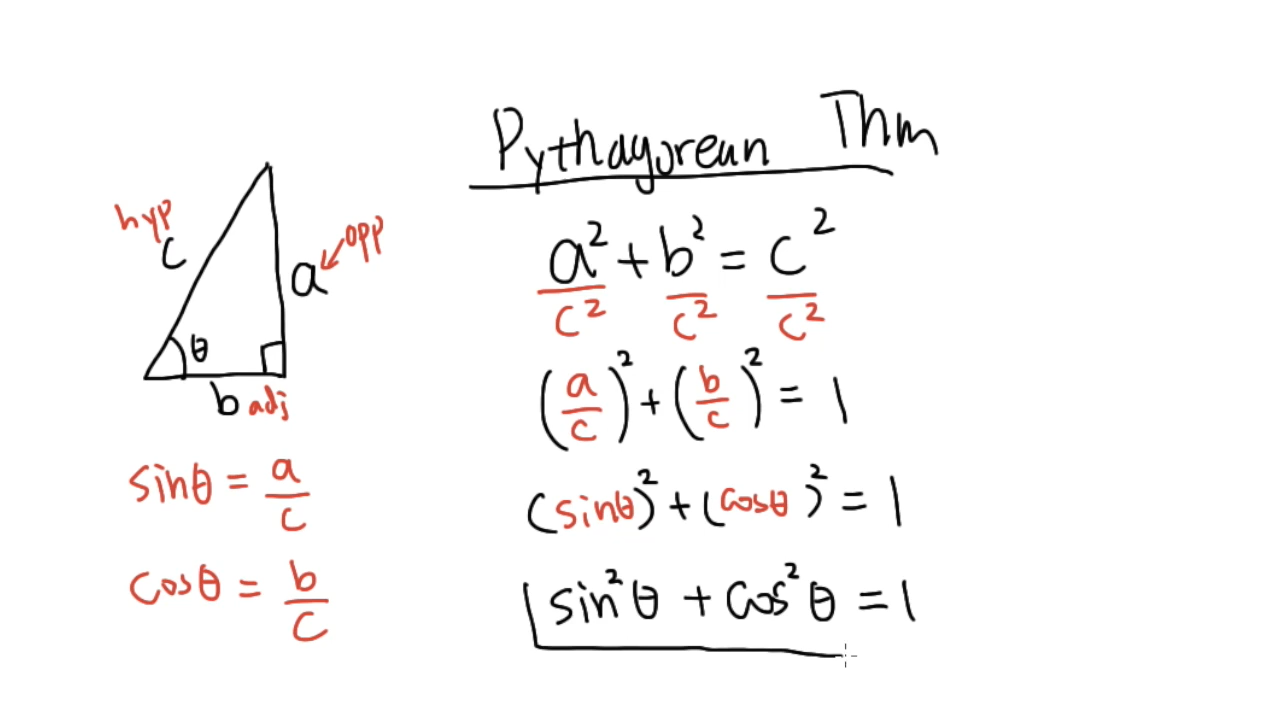 Pythagorean Thm
hyp
c
a
opp
θ
b adj
sinθ = a/c
cosθ = b/c
a² + b² = c²
c² c² c²
(a/c)² + (b/c)² = 1
(sinθ)² + (cosθ)² = 1
sin²θ + cos²θ = 1